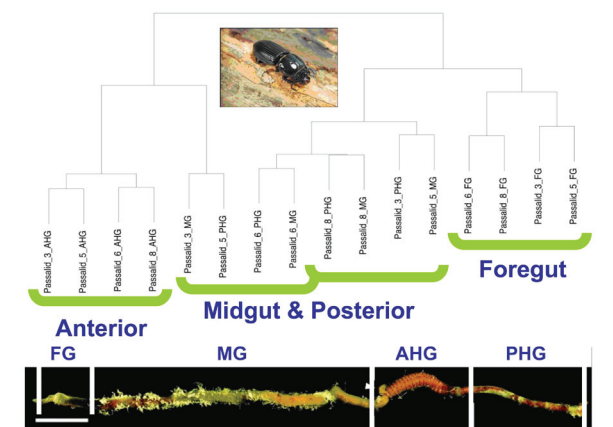 Passalid_3_AHG
Passalid_5_AHG
Passalid_6_AHG
Passalid_8_AHG
Passalid_3_MG
Passalid_5_PHG
Passalid_6_PHG
Passalid_6_MG
Passalid_8_PHG
Passalid_8_MG
Passalid_3_PHG
Passalid_5_MG
Passalid_6_FG
Passalid_8_FG
Passalid_3_FG
Passalid_5_FG
Anterior
Midgut & Posterior
Foregut
FG
MG
AHG
PHG